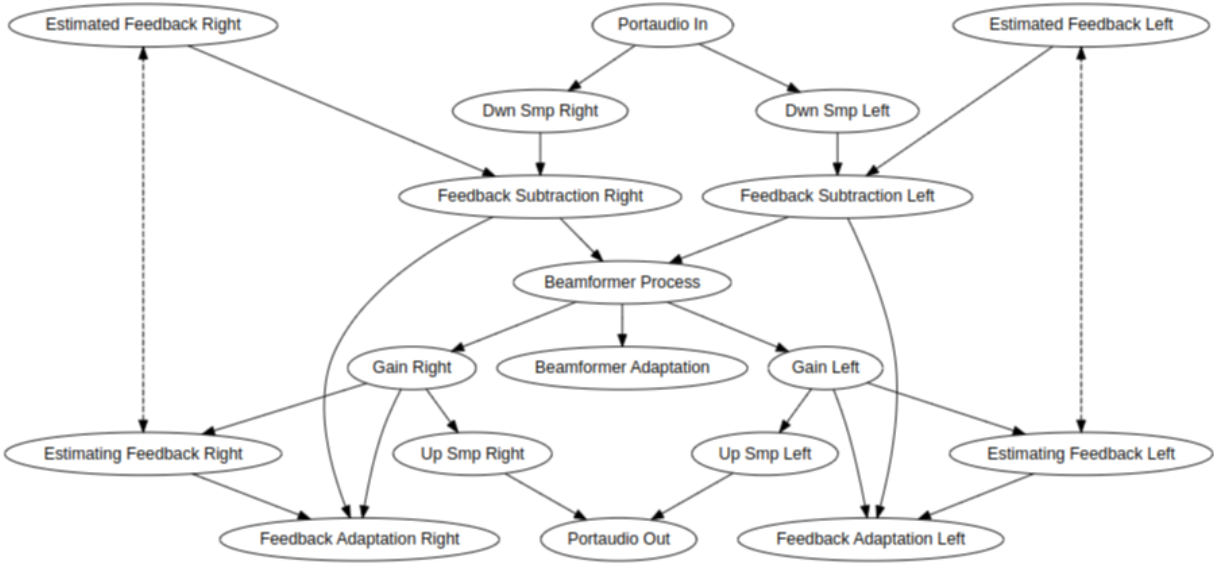 Estimated Feedback Right
Portaudio In
Estimated Feedback Left
Dwn Smp Right
Dwn Smp Left
Feedback Subtraction Right
Feedback Subtraction Left
Beamformer Process
Gain Right
Beamformer Adaptation
Gain Left
Estimating Feedback Right
Up Smp Right
Up Smp Left
Estimating Feedback Left
Feedback Adaptation Right
Portaudio Out
Feedback Adaptation Left